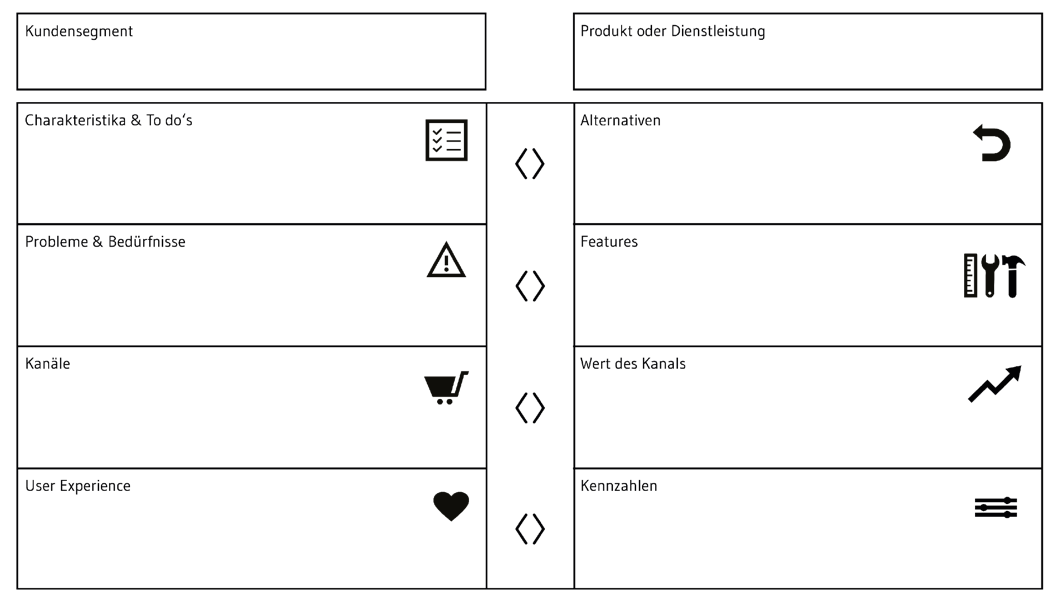 Kundensegment
Produkt oder Dienstleistung
Charakteristika & To do's
Alternativen
Probleme & Bedürfnisse
Features
Kanäle
Wert des Kanals
User Experience
Kennzahlen